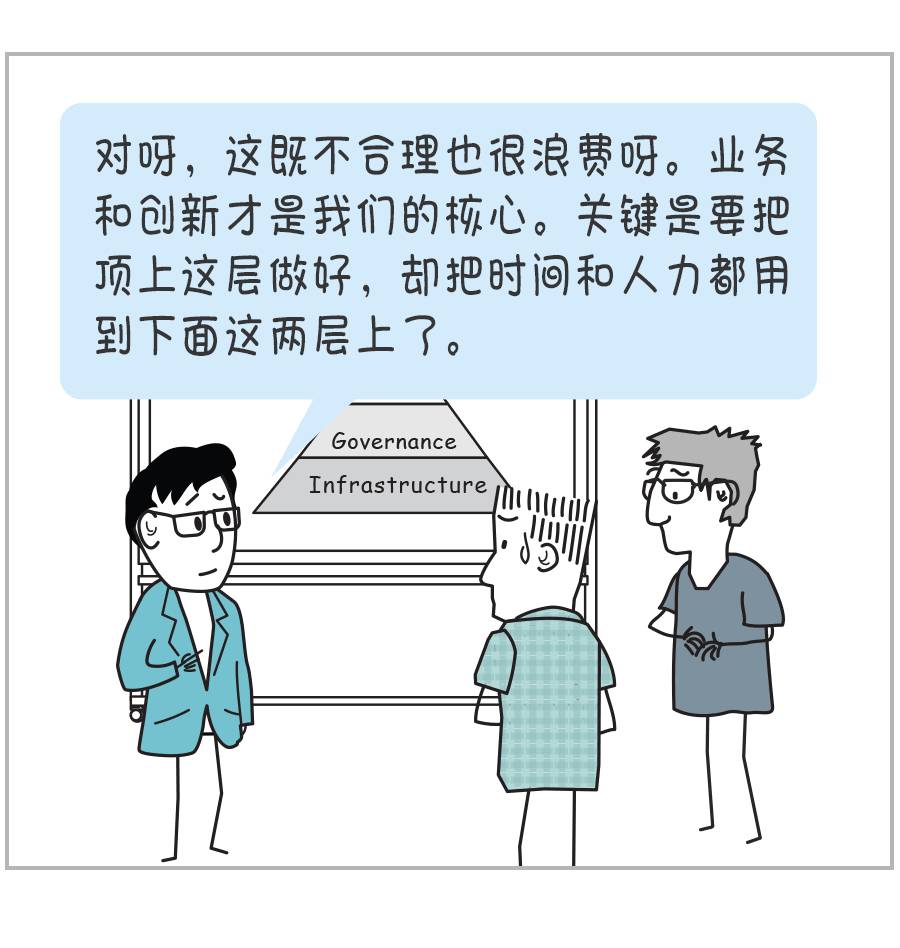 对呀，这既不合理也很浪费呀。业务
和创新才是我们的核心。关键是要把
顶上这层做好，却把时间和人力都用
到下面这两层上了。
Governance
Infrastructure